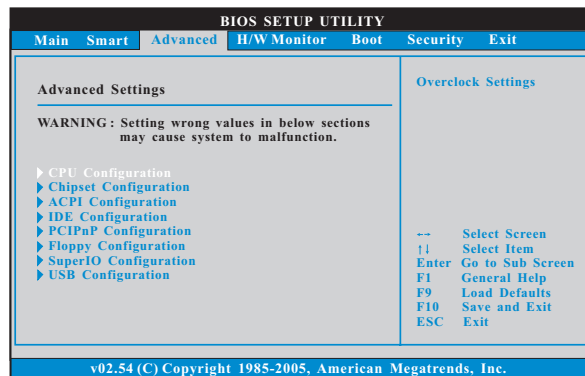 BIOS SETUP UTILITY
Main Smart Advanced H/W Monitor Boot Security Exit
Advanced Settings
WARNING : Setting wrong values in below sections
may cause system to malfunction.
CPU Configuration
Chipset Configuration
ACPI Configuration
IDE Configuration
PCIPnP Configuration
Floppy Configuration
SuperIO Configuration
USB Configuration
Overclock Settings
↔ Select Screen
↑↓ Select Item
Enter Go to Sub Screen
F1 General Help
F9 Load Defaults
F10 Save and Exit
ESC Exit
v02.54 (C) Copyright 1985-2005, American Megatrends, Inc.